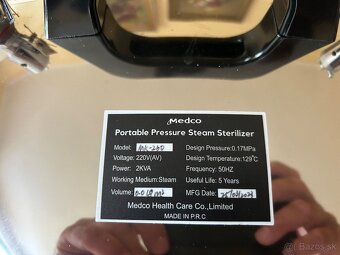 Medco
Portable Pressure Steam Sterilizer
Model: Design Pressure:0.17MPa
Voltage: 220V(AV) Design Temperature:129°C
Power: 2KVA Frequency: 50HZ
Working Medium:Steam Useful Life: 5 Years
Volume: MFG Date:
Medco Health Care Co.,Limited
MADE IN P.R.C
bazos.sk